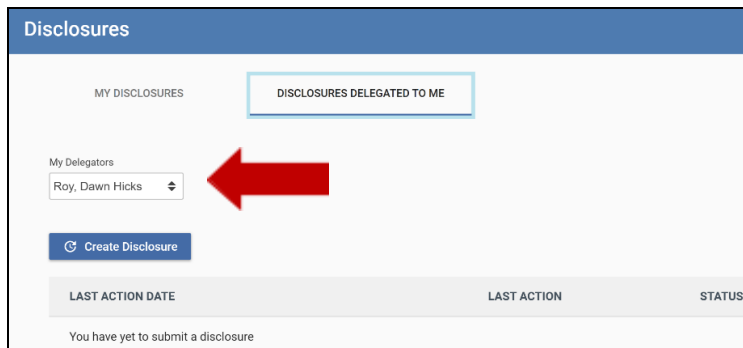 Disclosures
MY DISCLOSURES DISCLOSURES DELEGATED TO ME
My Delegators
Roy, Dawn Hicks
Create Disclosure
LAST ACTION DATE LAST ACTION STATUS
You have yet to submit a disclosure